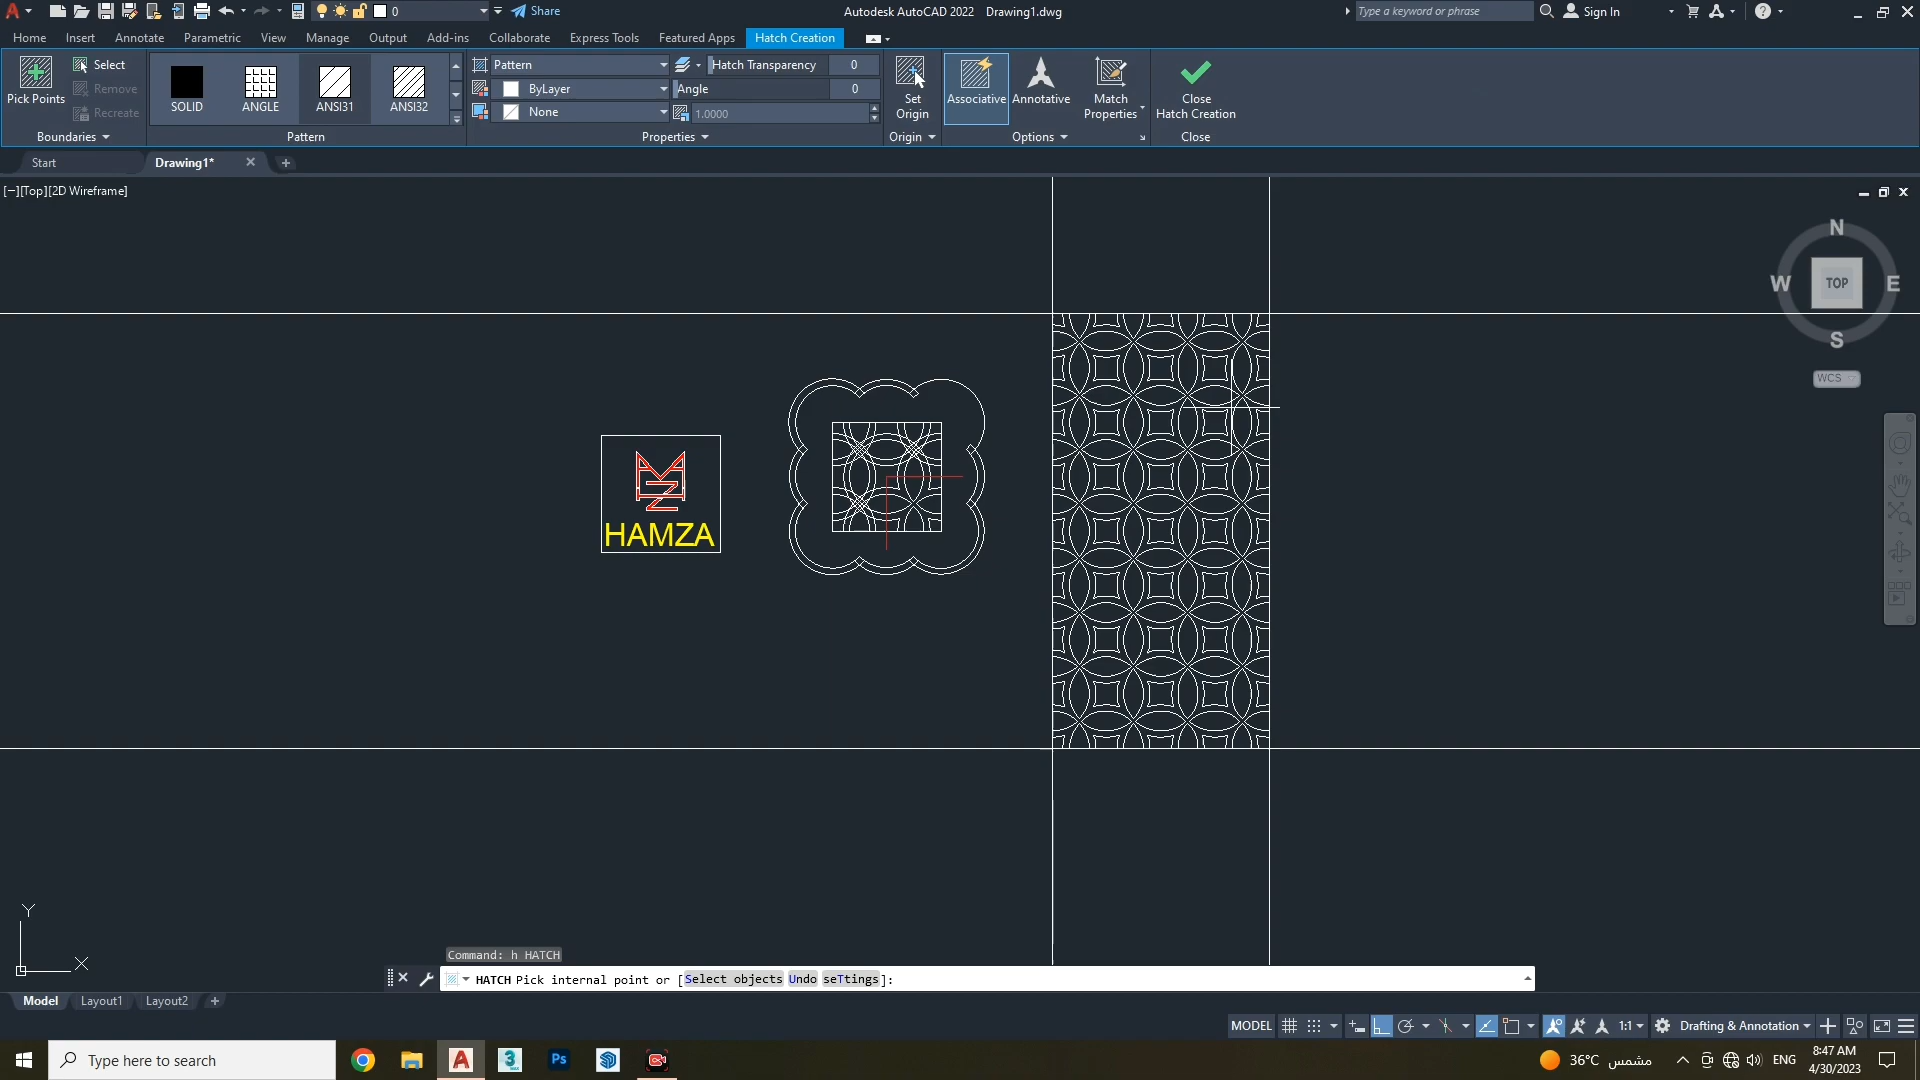 0
Share
Autodesk AutoCAD 2022 Drawing1.dwg
Type a keyword or phrase
Sign In
Home Insert Annotate Parametric View Manage Output Add-ins Collaborate Express Tools Featured Apps Hatch Creation
Pick Points
Select
Remove
Recreate
Boundaries
SOLID ANGLE ANSI31 ANSI32
Pattern
Pattern
ByLayer
None
Hatch Transparency 0
Angle 0
1.0000
Properties
Set
Origin
Origin
Associative
Annotative
Match
Properties
Options
Close
Hatch Creation
Close
Start
Drawing1*
[−][Top][2D Wireframe]
N
W TOP E
S
WCS
HAMZA
Y
X
Command: h HATCH
HATCH Pick internal point or [Select objects Undo seTtings]:
Model Layout1 Layout2
MODEL
1:1
Drafting & Annotation
Type here to search
Ps
36°C مشمس
ENG
8:47 AM
4/30/2023